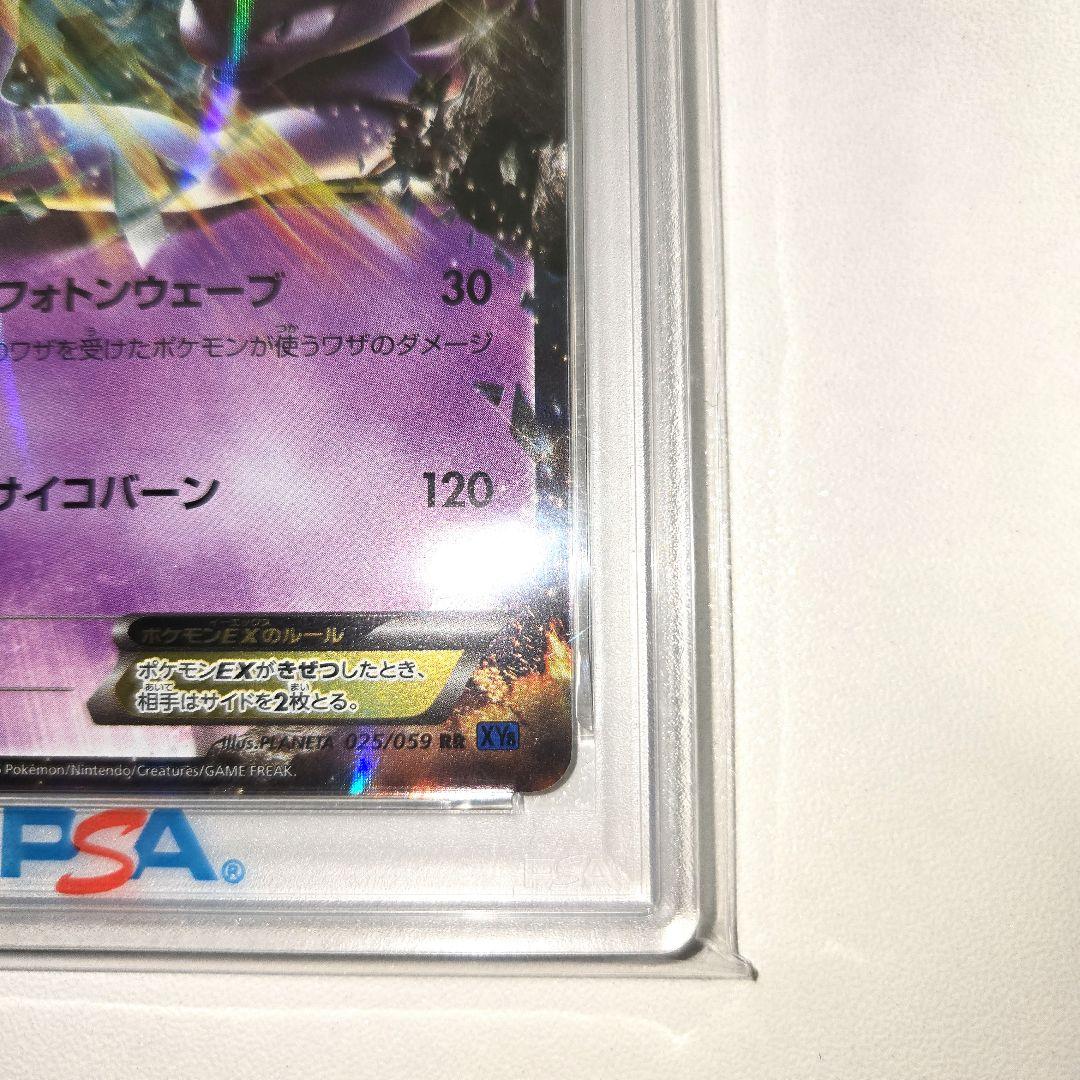 フォトンウェーブ 30
のワザを受けたポケモンが使うワザのダメージ
サイコバーン 120
ポケモンEXのルール
ポケモンEXがきぜつしたとき、
相手はサイドを2枚とる。
Illus.PLANETA 025/059 RR XY8
Pokémon/Nintendo/Creatures/GAME FREAK.
PSA®
PSA